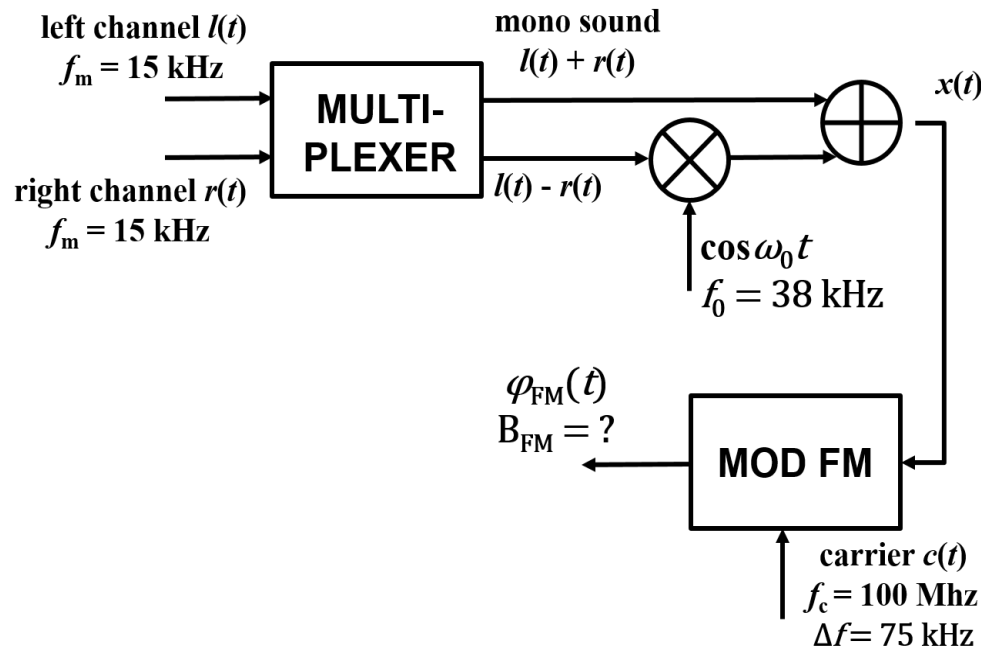 left channel l(t)
fm = 15 kHz
right channel r(t)
fm = 15 kHz
MULTI-
PLEXER
mono sound
l(t) + r(t)
l(t) - r(t)
x(t)
cos ω0 t
f0 = 38 kHz
φFM(t)
BFM = ?
MOD FM
carrier c(t)
fc = 100 Mhz
Δf = 75 kHz